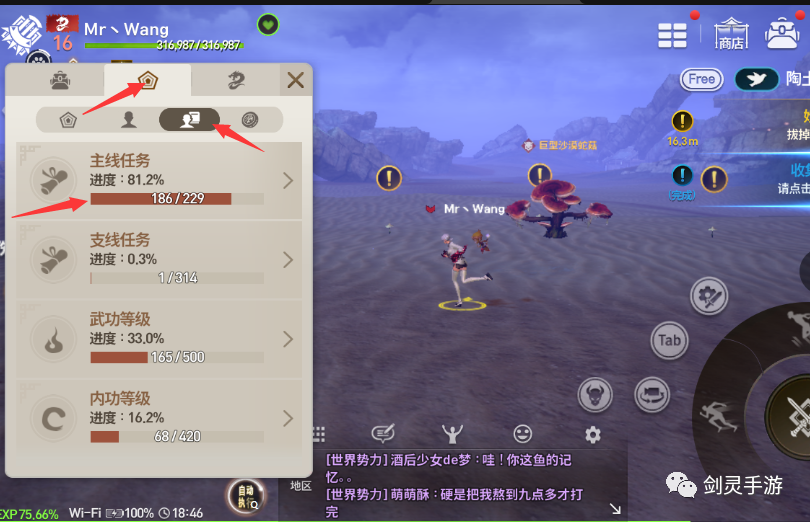 16
Mr丶Wang
316,987/316,987
商店
Free
陶土
16.3m
拔掉
(完成)
收集
请点击
主线任务
进度：81.2%
186/229
支线任务
进度：0.3%
1/314
武功等级
进度：33.0%
165/500
内功等级
进度：16.2%
68/420
巨型沙漠蛇菇
Mr丶Wang
Tab
自动
执行
地区
[世界势力]酒后少女de梦：哇！你这鱼的记
忆。。
[世界势力]萌萌酥：硬是把我熬到九点多才打
完
剑灵手游
EXP75.66%
Wi-Fi
100%
18:46